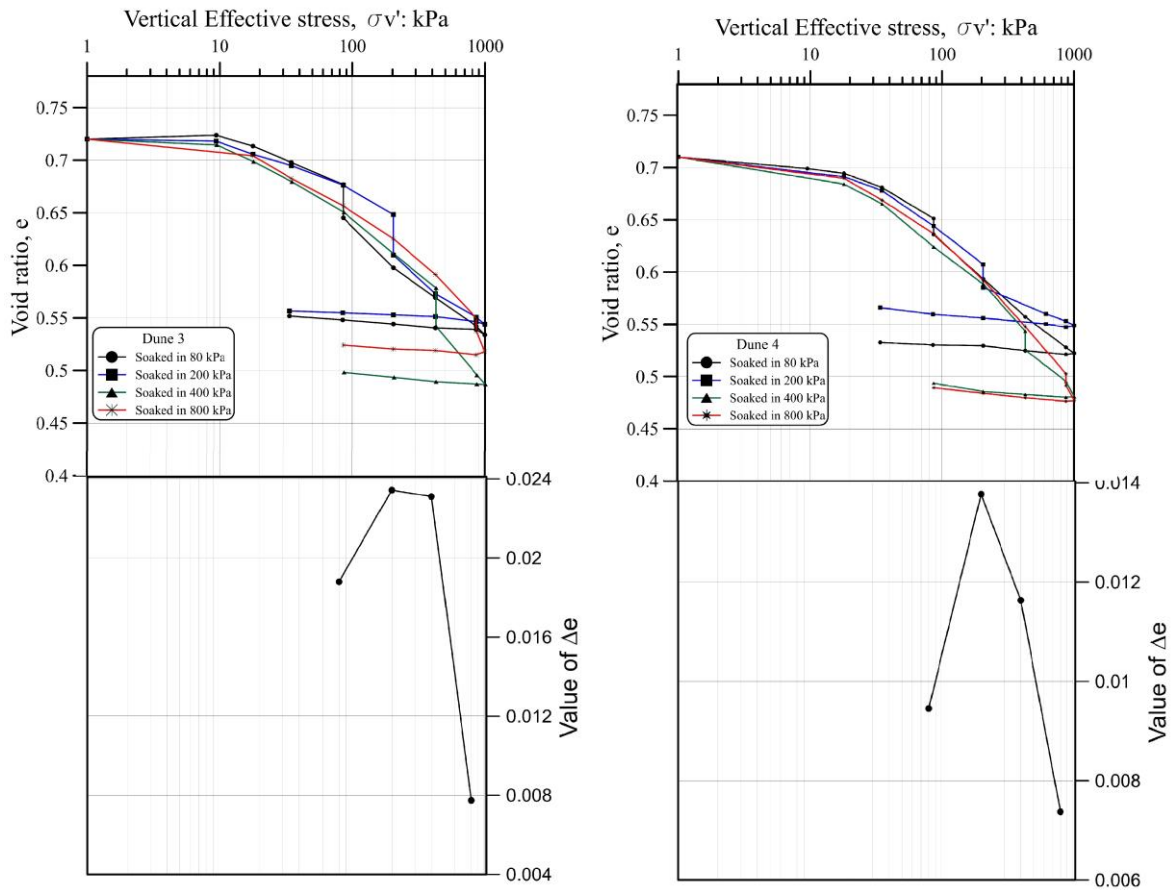 Vertical Effective stress, σv': kPa
1 10 100 1000
0.75
0.7
0.65
0.6
0.55
0.5
0.45
0.4
Void ratio, e
Dune 3
Soaked in 80 kPa
Soaked in 200 kPa
Soaked in 400 kPa
Soaked in 800 kPa
0.024
0.02
0.016
0.012
0.008
0.004
Value of Δe
Vertical Effective stress, σv': kPa
1 10 100 1000
0.75
0.7
0.65
0.6
0.55
0.5
0.45
0.4
Void ratio, e
Dune 4
Soaked in 80 kPa
Soaked in 200 kPa
Soaked in 400 kPa
Soaked in 800 kPa
0.014
0.012
0.01
0.008
0.006
Value of Δe